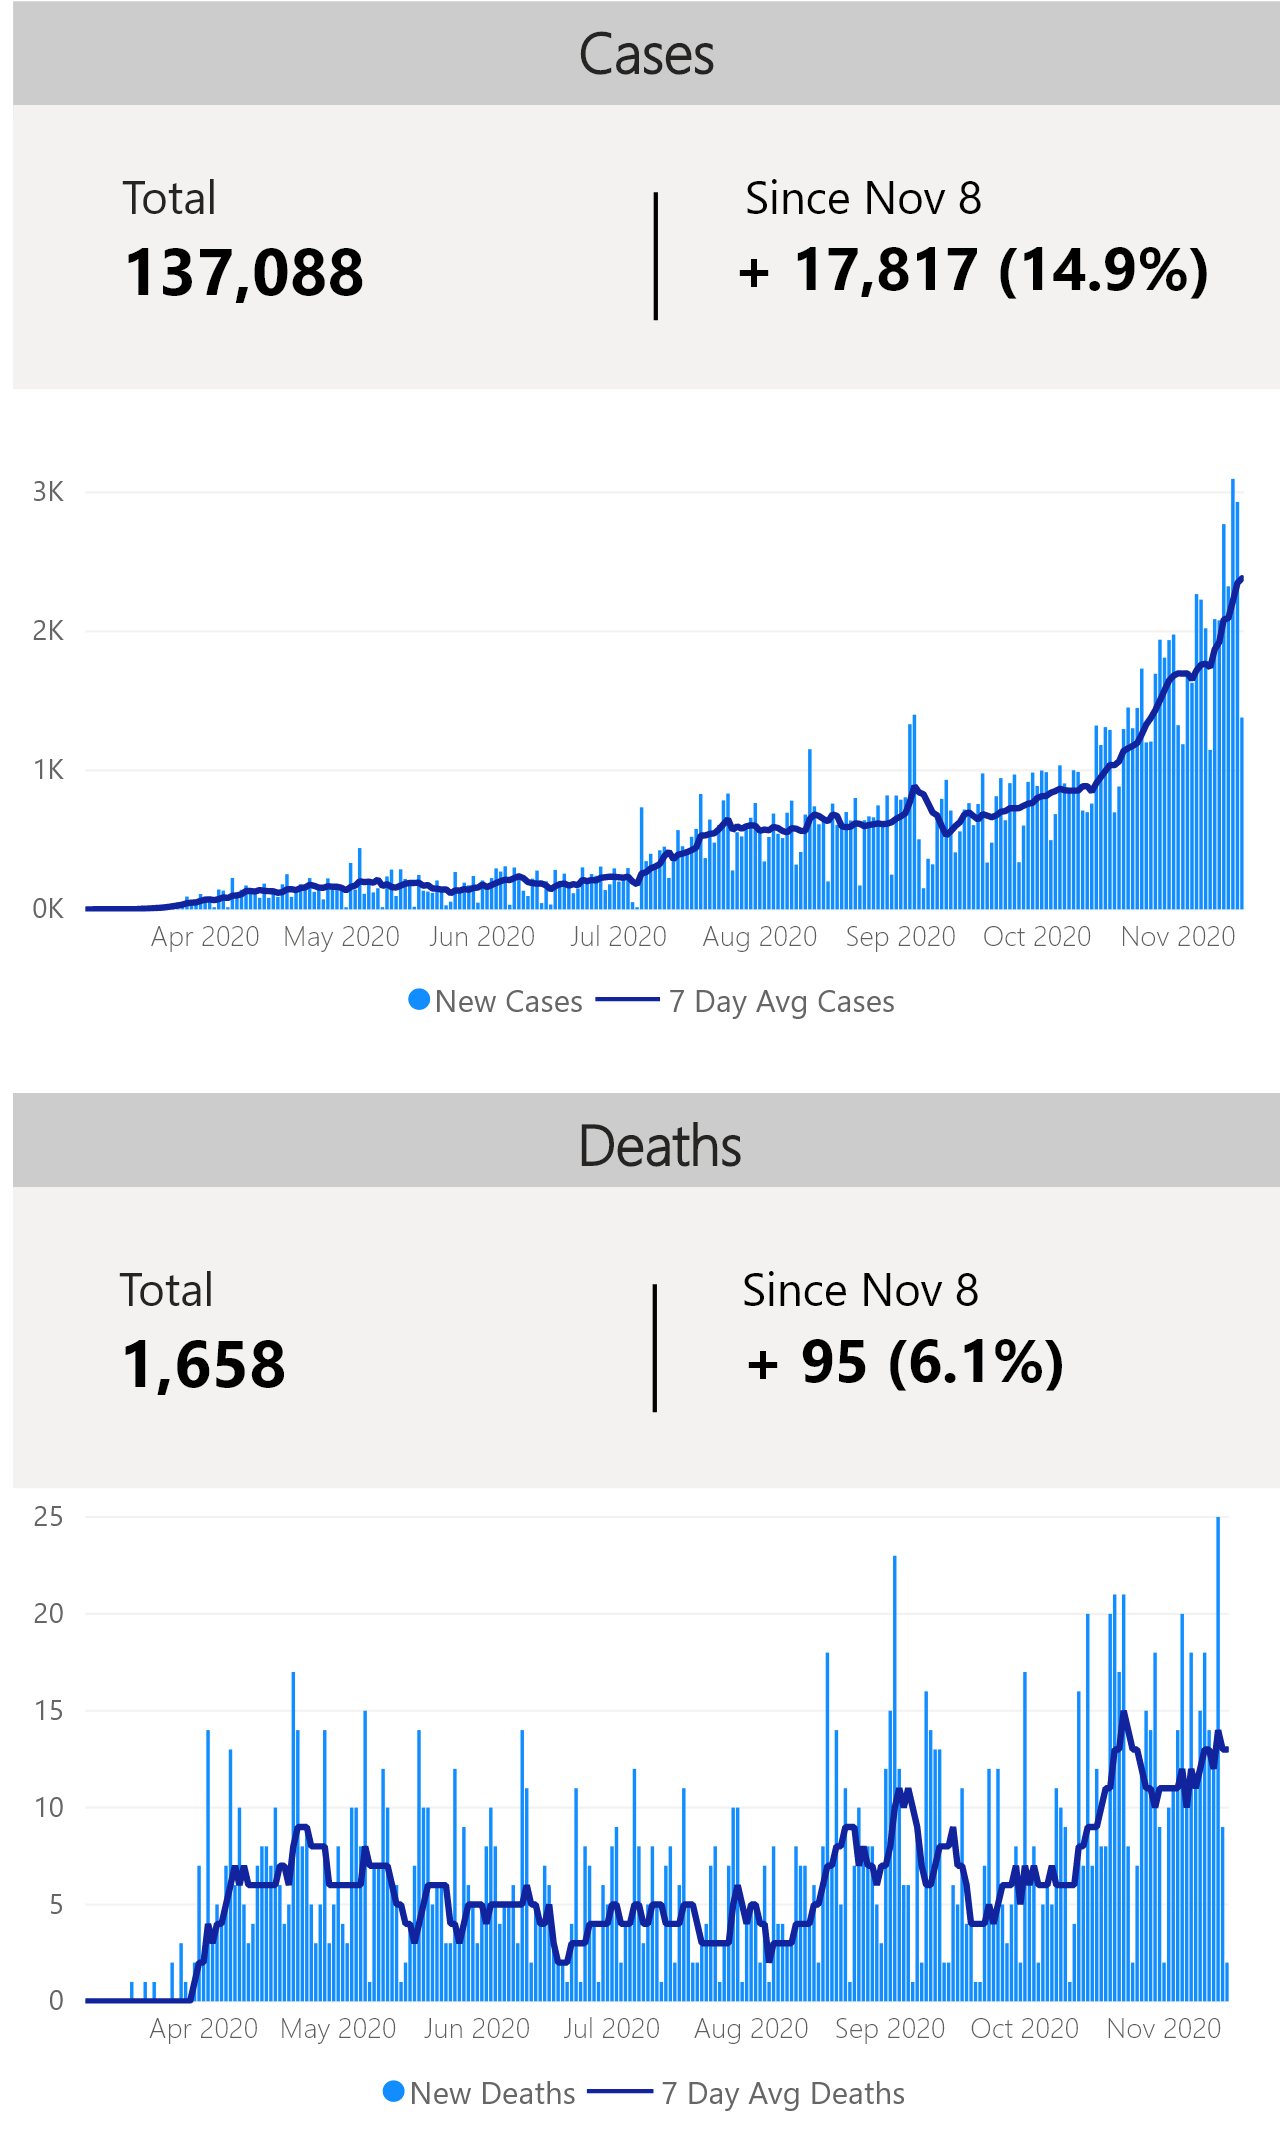 Cases
Total
Since Nov 8
137,088
+ 17,817 (14.9%)
3K
2K
1K
0K
Apr 2020 May 2020 Jun 2020 Jul 2020 Aug 2020 Sep 2020 Oct 2020 Nov 2020
New Cases 7 Day Avg Cases
Deaths
Total
Since Nov 8
1,658
+ 95 (6.1%)
25
20
15
10
5
0
Apr 2020 May 2020 Jun 2020 Jul 2020 Aug 2020 Sep 2020 Oct 2020 Nov 2020
New Deaths 7 Day Avg Deaths